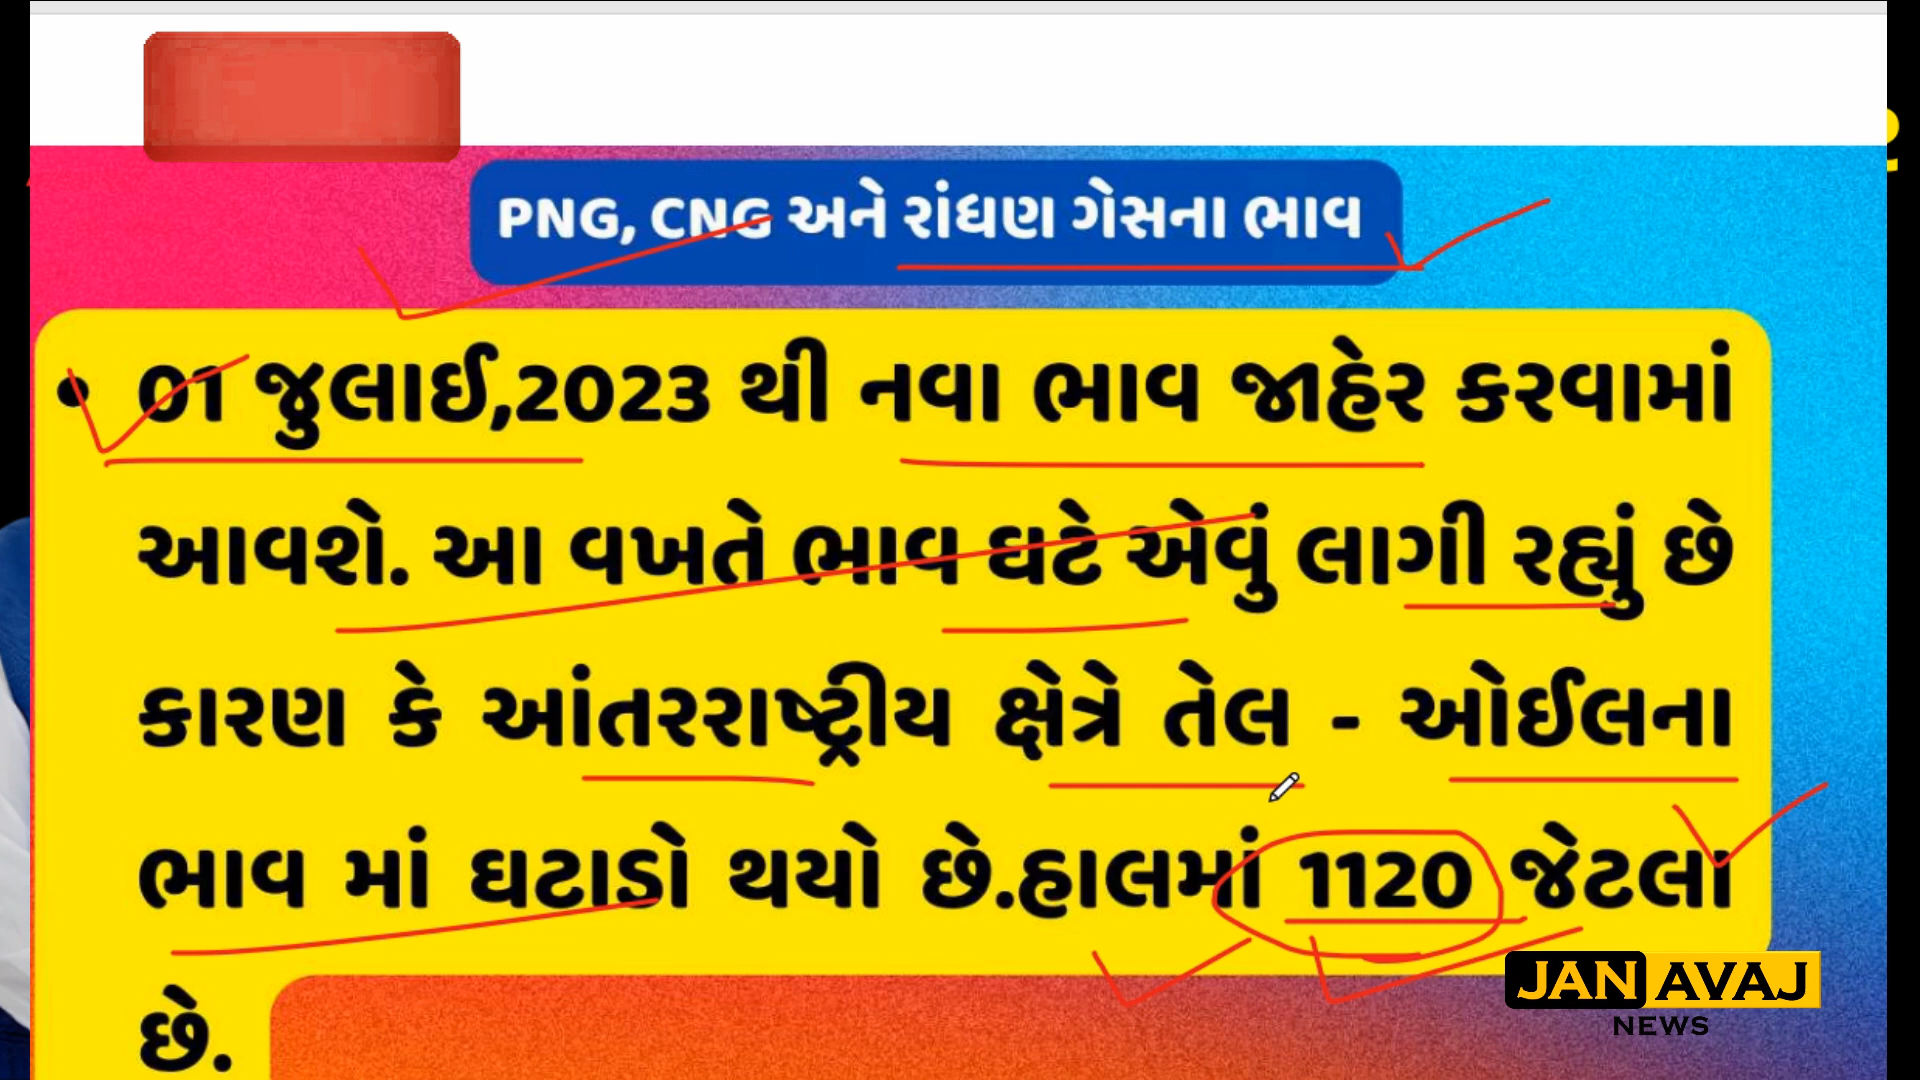 PNG, CNG અને રાંધણ ગેસના ભાવ
• 01 જુલાઈ,2023 થી નવા ભાવ જાહેર કરવામાં
આવશે. આ વખતે ભાવ ઘટે એવું લાગી રહ્યું છે
કારણ કે આંતરરાષ્ટ્રીય ક્ષેત્રે તેલ - ઓઈલના
ભાવ માં ઘટાડો થયો છે.હાલમાં 1120 જેટલા
છે.
JAN AVAJ
NEWS